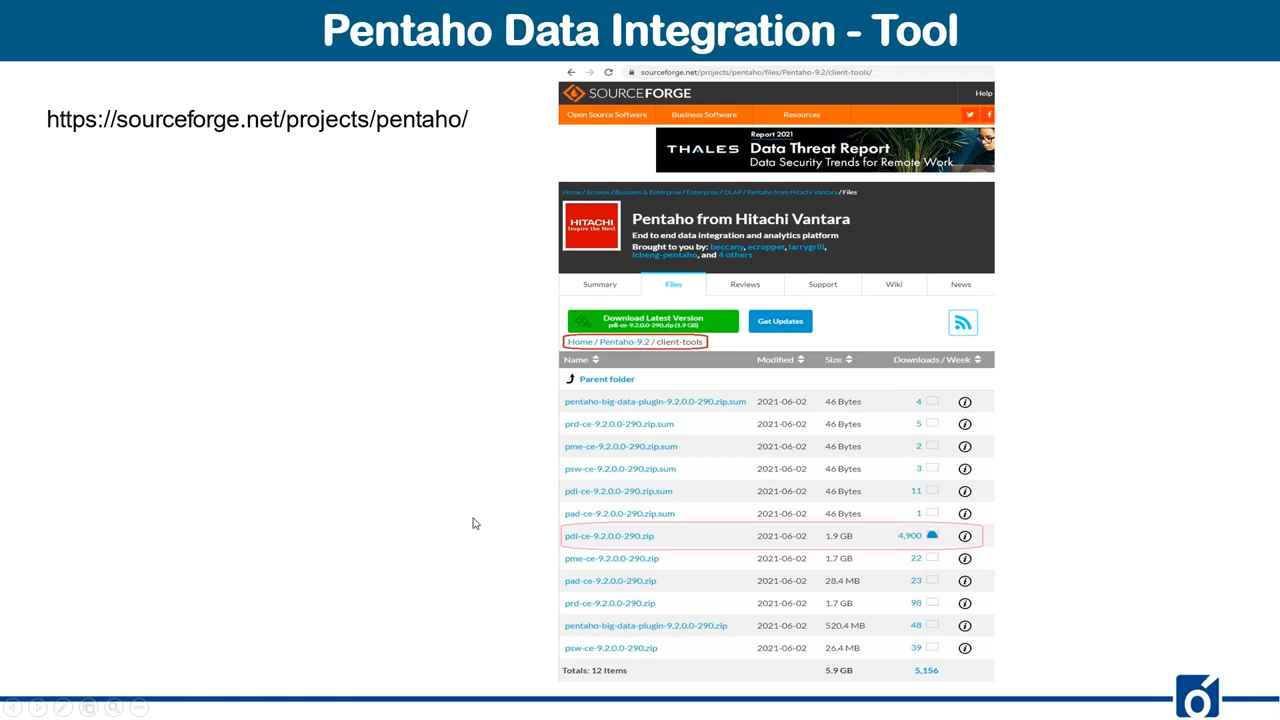 Pentaho Data Integration - Tool
https://sourceforge.net/projects/pentaho/
sourceforge.net/projects/pentaho/files/Pentaho-9.2/client-tools/
SOURCEFORGE Help
Open Source Software Business Software Resources
Report 2021
THALES Data Threat Report
Data Security Trends for Remote Work
Home / Browse / Business & Enterprise / Enterprise / OLAP / Pentaho from Hitachi Vantara / Files
HITACHI
Inspire the Next
Pentaho from Hitachi Vantara
End to end data integration and analytics platform
Brought to you by: beccany, ecropper, larrygrill,
lcheng-pentaho, and 4 others
Summary Files Reviews Support Wiki News
Download Latest Version
pdi-ce-9.2.0.0-290.zip (1.9 GB)
Get Updates
Home / Pentaho-9.2 / client-tools
Name Modified Size Downloads / Week
Parent folder
pentaho-big-data-plugin-9.2.0.0-290.zip.sum 2021-06-02 46 Bytes 4
prd-ce-9.2.0.0-290.zip.sum 2021-06-02 46 Bytes 5
pme-ce-9.2.0.0-290.zip.sum 2021-06-02 46 Bytes 2
psw-ce-9.2.0.0-290.zip.sum 2021-06-02 46 Bytes 3
pdi-ce-9.2.0.0-290.zip.sum 2021-06-02 46 Bytes 11
pad-ce-9.2.0.0-290.zip.sum 2021-06-02 46 Bytes 1
pdi-ce-9.2.0.0-290.zip 2021-06-02 1.9 GB 4,900
pme-ce-9.2.0.0-290.zip 2021-06-02 1.7 GB 22
pad-ce-9.2.0.0-290.zip 2021-06-02 28.4 MB 23
prd-ce-9.2.0.0-290.zip 2021-06-02 1.7 GB 98
pentaho-big-data-plugin-9.2.0.0-290.zip 2021-06-02 520.4 MB 48
psw-ce-9.2.0.0-290.zip 2021-06-02 26.4 MB 39
Totals: 12 Items 5.9 GB 5,156